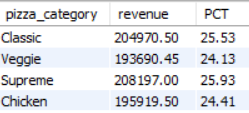 pizza_category revenue PCT
Classic 204970.50 25.53
Veggie 193690.45 24.13
Supreme 208197.00 25.93
Chicken 195919.50 24.41